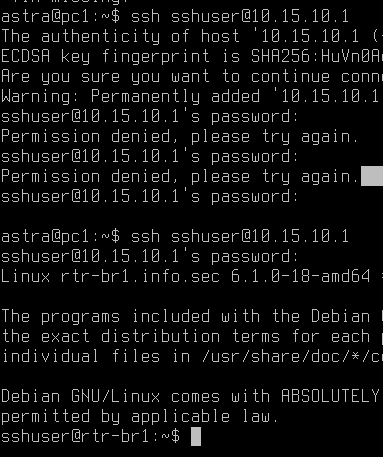 astra@pc1:~$ ssh sshuser@10.15.10.1
The authenticity of host '10.15.10.1
ECDSA key fingerprint is SHA256:HuVn0A
Are you sure you want to continue conn
Warning: Permanently added '10.15.10.1
sshuser@10.15.10.1's password:
Permission denied, please try again.
sshuser@10.15.10.1's password:
Permission denied, please try again.
sshuser@10.15.10.1's password:
astra@pc1:~$ ssh sshuser@10.15.10.1
sshuser@10.15.10.1's password:
Linux rtr-br1.info.sec 6.1.0-18-amd64
The programs included with the Debian
the exact distribution terms for each
individual files in /usr/share/doc/*/c
Debian GNU/Linux comes with ABSOLUTELY
permitted by applicable law.
sshuser@rtr-br1:~$